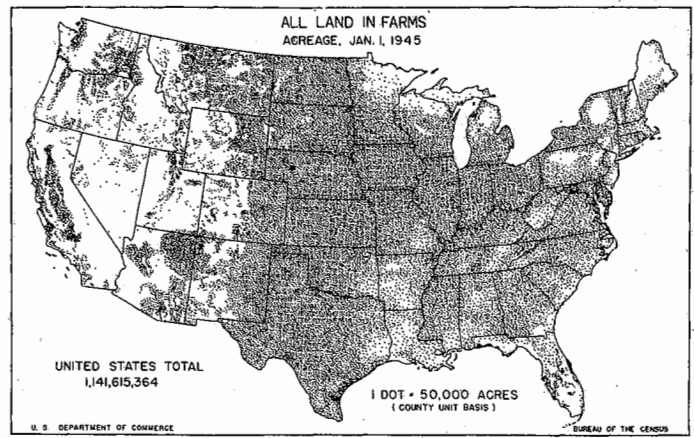 ALL LAND IN FARMS
ACREAGE, JAN. 1, 1945
UNITED STATES TOTAL
1,141,615,364
1 DOT = 50,000 ACRES
( COUNTY UNIT BASIS )
U. S. DEPARTMENT OF COMMERCE
BUREAU OF THE CENSUS